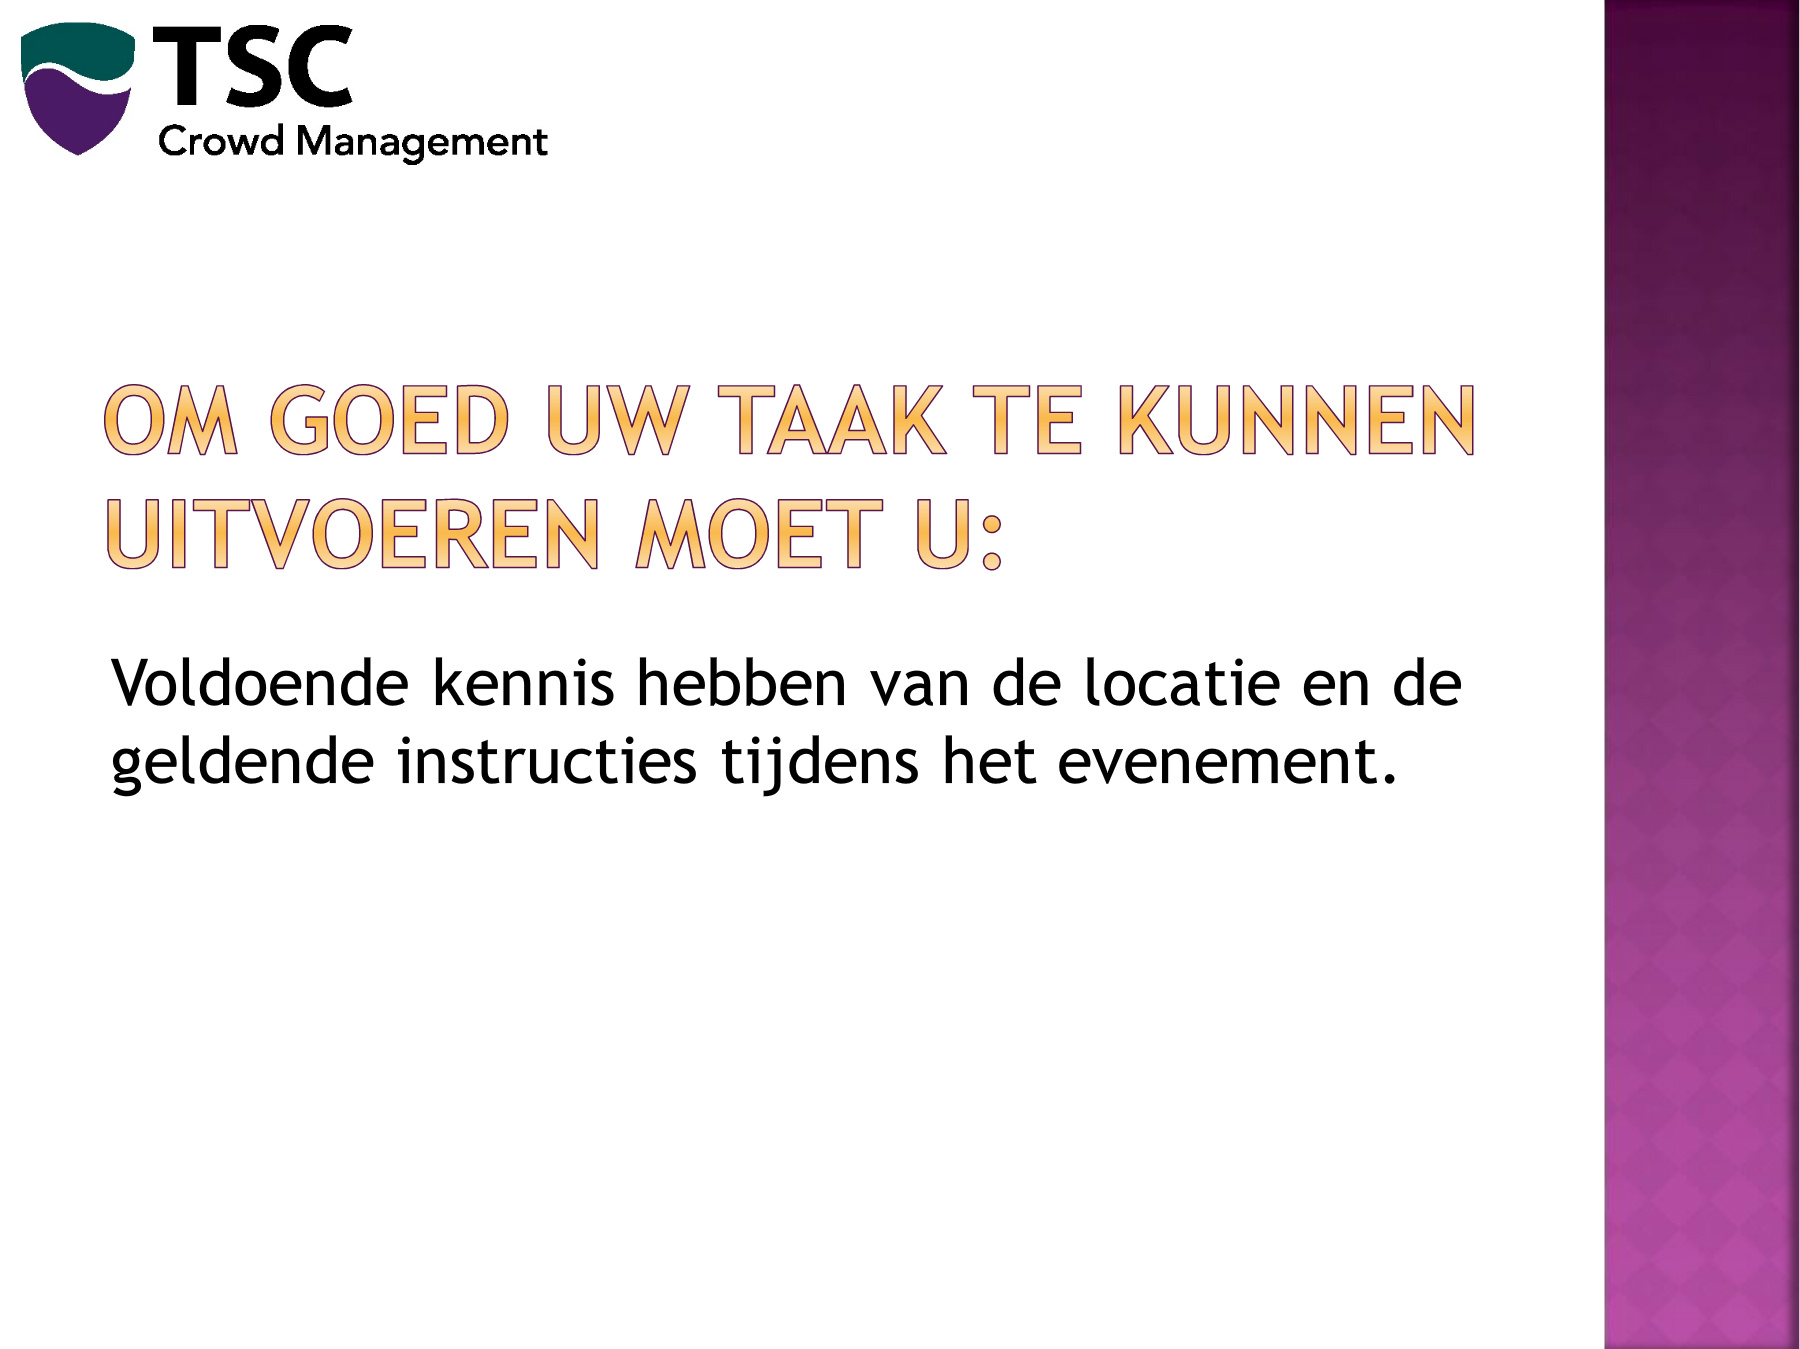 TSC
Crowd Management
OM GOED UW TAAK TE KUNNEN
UITVOEREN MOET U:
Voldoende kennis hebben van de locatie en de
geldende instructies tijdens het evenement.